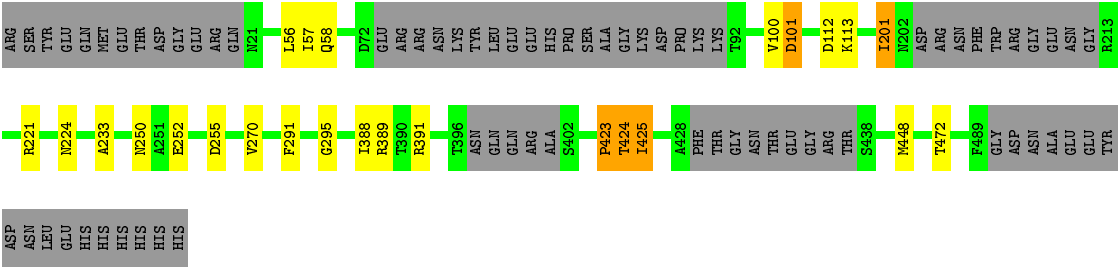 ARG SER TYR GLU GLN MET GLU THR ASP GLY GLU ARG GLN N21 L56 I57 Q58 D72 GLU ARG ARG ASN LYS TYR LEU GLU GLU HIS PRO SER ALA GLY LYS ASP PRO LYS LYS T92 V100 D101 D112 K113 I201 N202 ASP ARG ASN PHE TRP ARG GLY GLU ASN GLY R213
R221 N224 A233 N250 A251 E252 D255 V270 F291 G295 I388 R389 T390 R391 T396 ASN GLN GLN ARG ALA S402 P423 T424 I425 A428 PHE THR GLY ASN THR GLU GLY ARG THR S438 M448 T472 F489 GLY ASP ASP ASN ALA GLU GLU TYR
ASP ASN LEU GLU HIS HIS HIS HIS HIS HIS